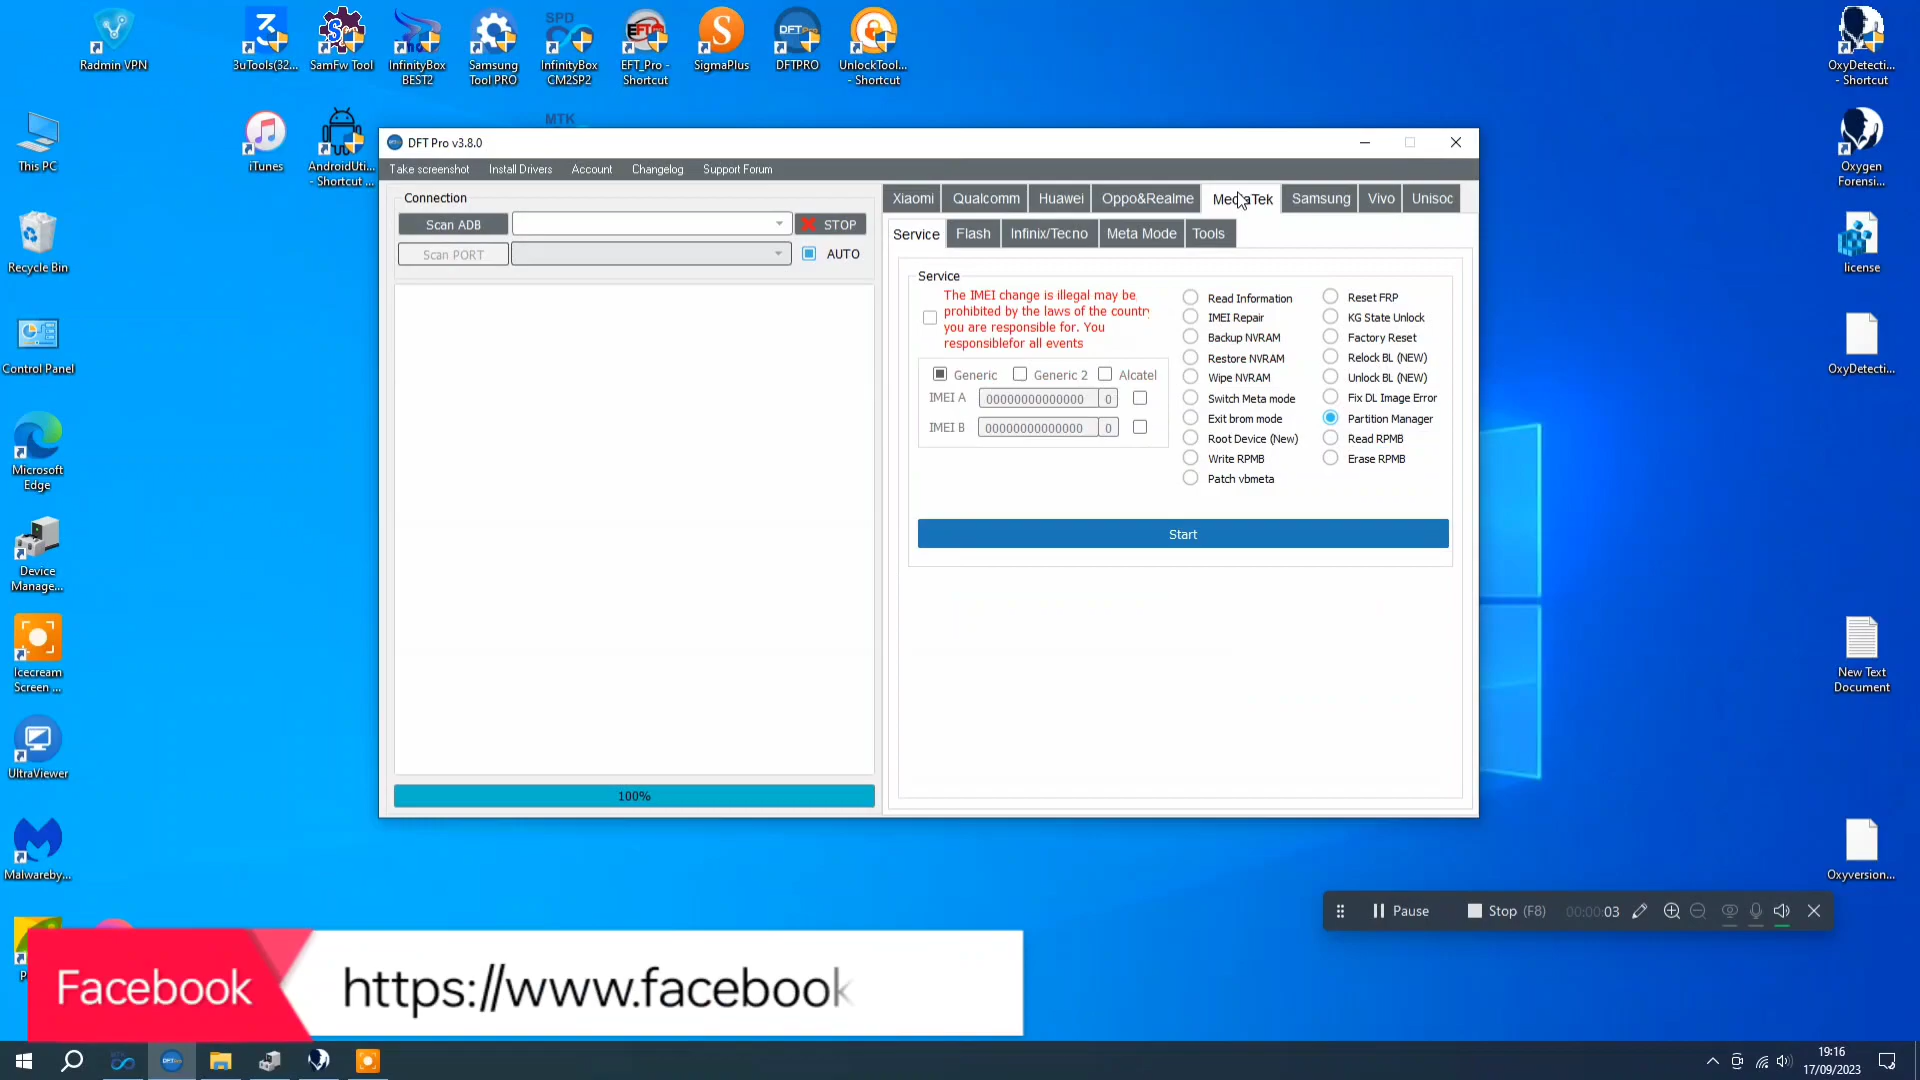 Radmin VPN
3uTools(32...
SamFw Tool
InfinityBox
BEST2
Samsung
Tool PRO
SPD
InfinityBox
CM2SP2
EFT_Pro -
Shortcut
SigmaPlus
DFTPRO
UnlockTool...
- Shortcut
OxyDetecti...
- Shortcut
This PC
iTunes
AndroidUti...
- Shortcut ...
MTK
Oxygen
Forensi...
Recycle Bin
license
Control Panel
OxyDetecti...
Microsoft
Edge
Device
Manage...
Icecream
Screen ...
New Text
Document
UltraViewer
Malwareby...
Oxyversion...
DFT Pro v3.8.0
Take screenshot Install Drivers Account Changelog Support Forum
Connection
Scan ADB STOP
Scan PORT AUTO
100%
Xiaomi Qualcomm Huawei Oppo&Realme MediaTek Samsung Vivo Unisoc
Service Flash Infinix/Tecno Meta Mode Tools
Service
The IMEI change is illegal may be
prohibited by the laws of the country
you are responsible for. You
responsiblefor all events
Generic Generic 2 Alcatel
IMEI A 00000000000000 0
IMEI B 00000000000000 0
Read Information
IMEI Repair
Backup NVRAM
Restore NVRAM
Wipe NVRAM
Switch Meta mode
Exit brom mode
Root Device (New)
Write RPMB
Patch vbmeta
Reset FRP
KG State Unlock
Factory Reset
Relock BL (NEW)
Unlock BL (NEW)
Fix DL Image Error
Partition Manager
Read RPMB
Erase RPMB
Start
Pause Stop (F8) 00:00:03
Facebook https://www.facebook
19:16
17/09/2023